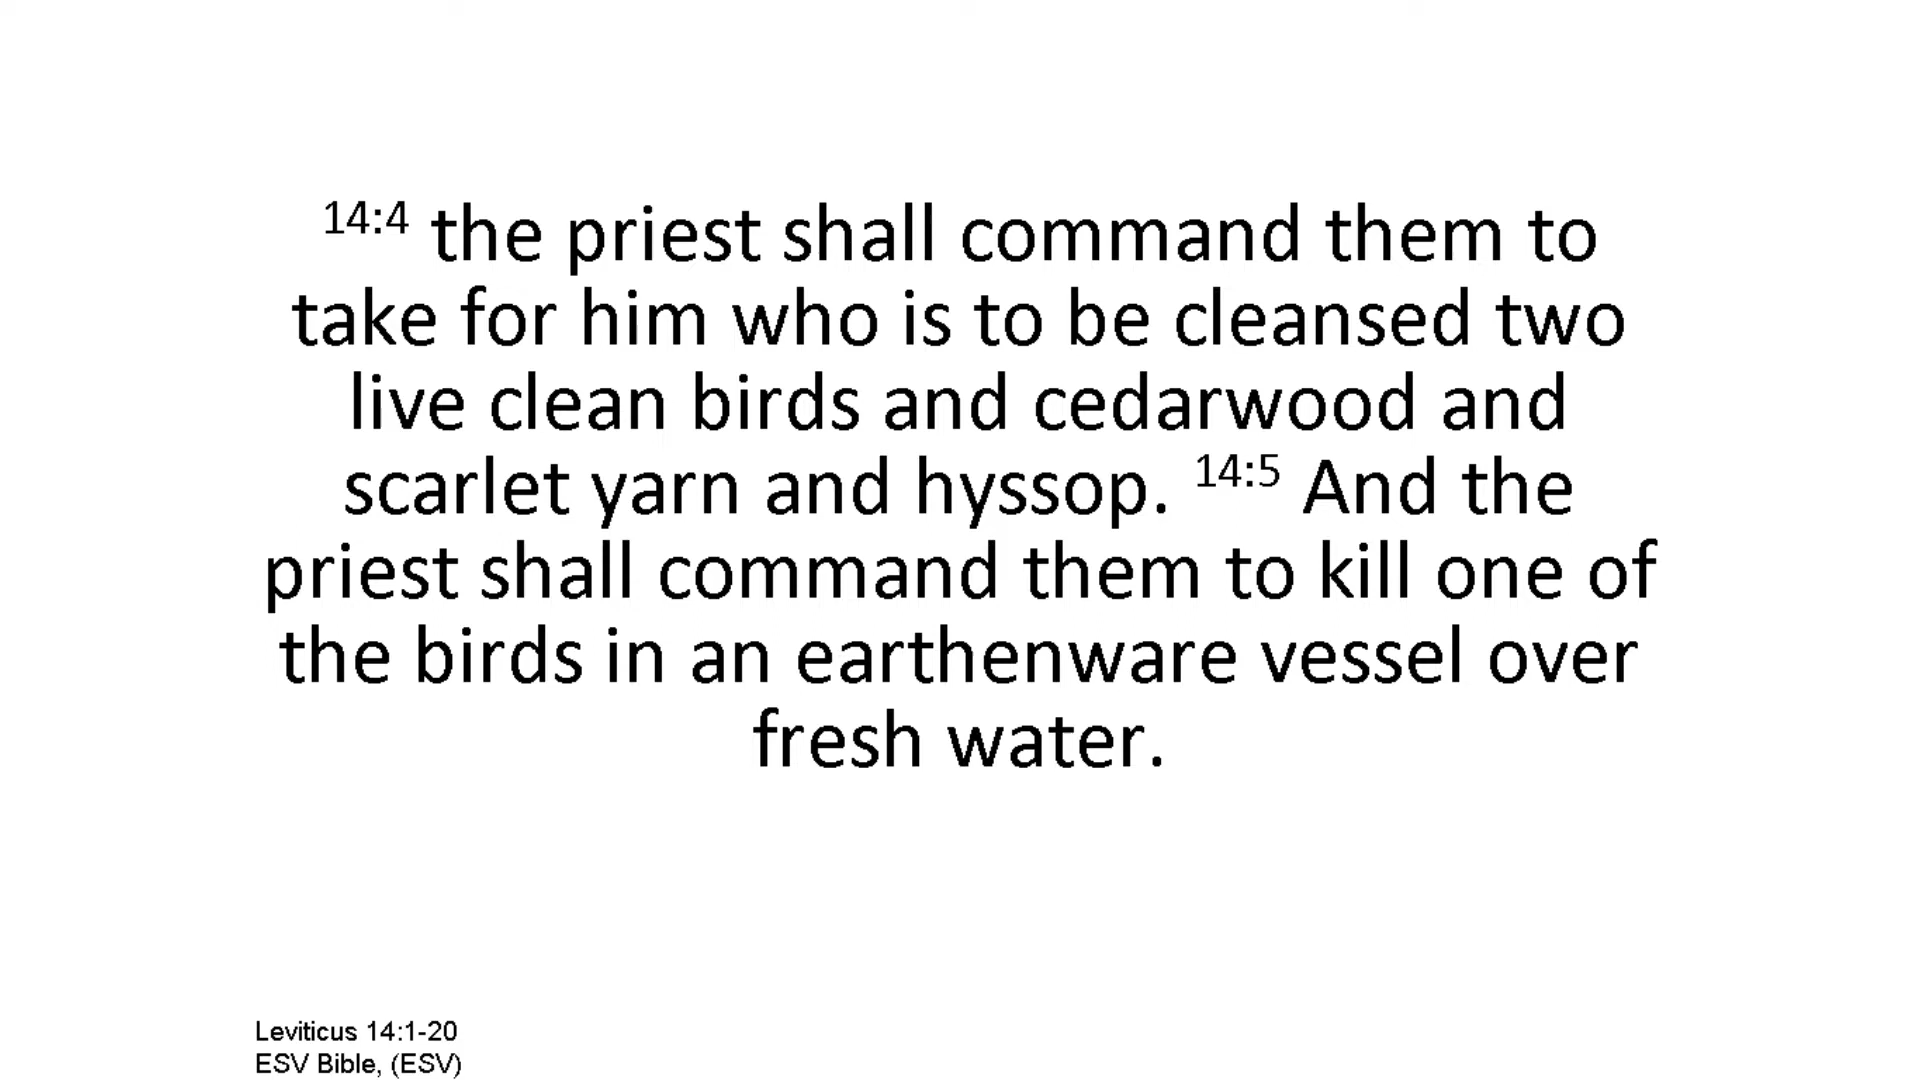 14:4 the priest shall command them to
take for him who is to be cleansed two
live clean birds and cedarwood and
scarlet yarn and hyssop. 14:5 And the
priest shall command them to kill one of
the birds in an earthenware vessel over
fresh water.
Leviticus 14:1-20
ESV Bible, (ESV)